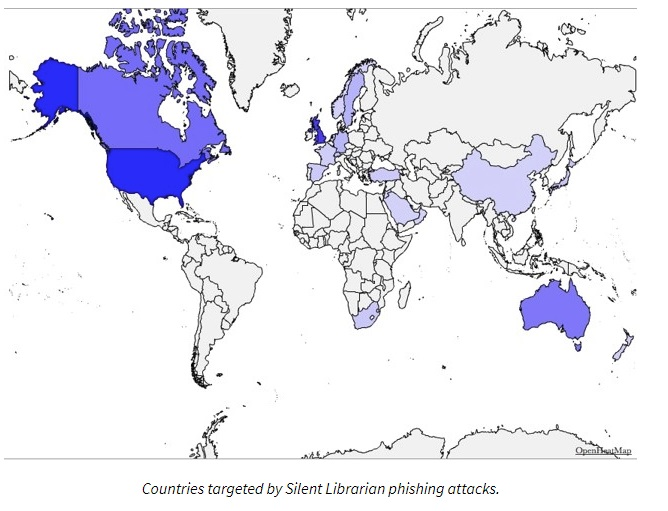 OpenHeatMap
Countries targeted by Silent Librarian phishing attacks.